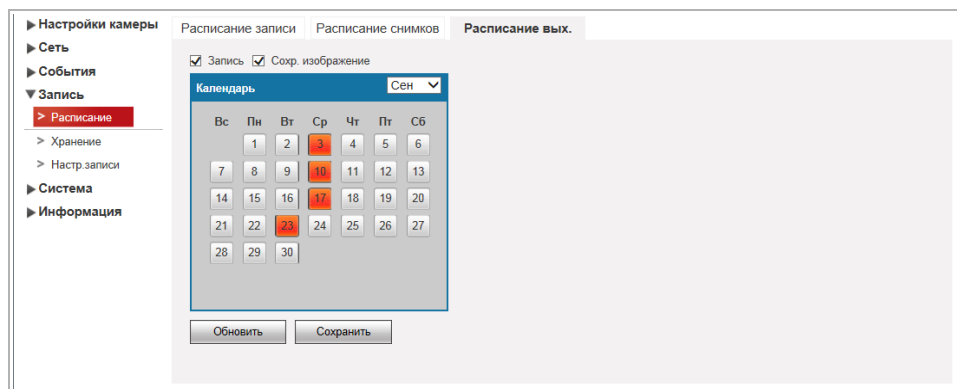 Настройки камеры
Сеть
События
Запись
> Расписание
> Хранение
> Настр.записи
Система
Информация
Расписание записи Расписание снимков Расписание вых.
Запись Сохр. изображение
Календарь Сен
Вс Пн Вт Ср Чт Пт Сб
1 2 3 4 5 6
7 8 9 10 11 12 13
14 15 16 17 18 19 20
21 22 23 24 25 26 27
28 29 30
Обновить Сохранить